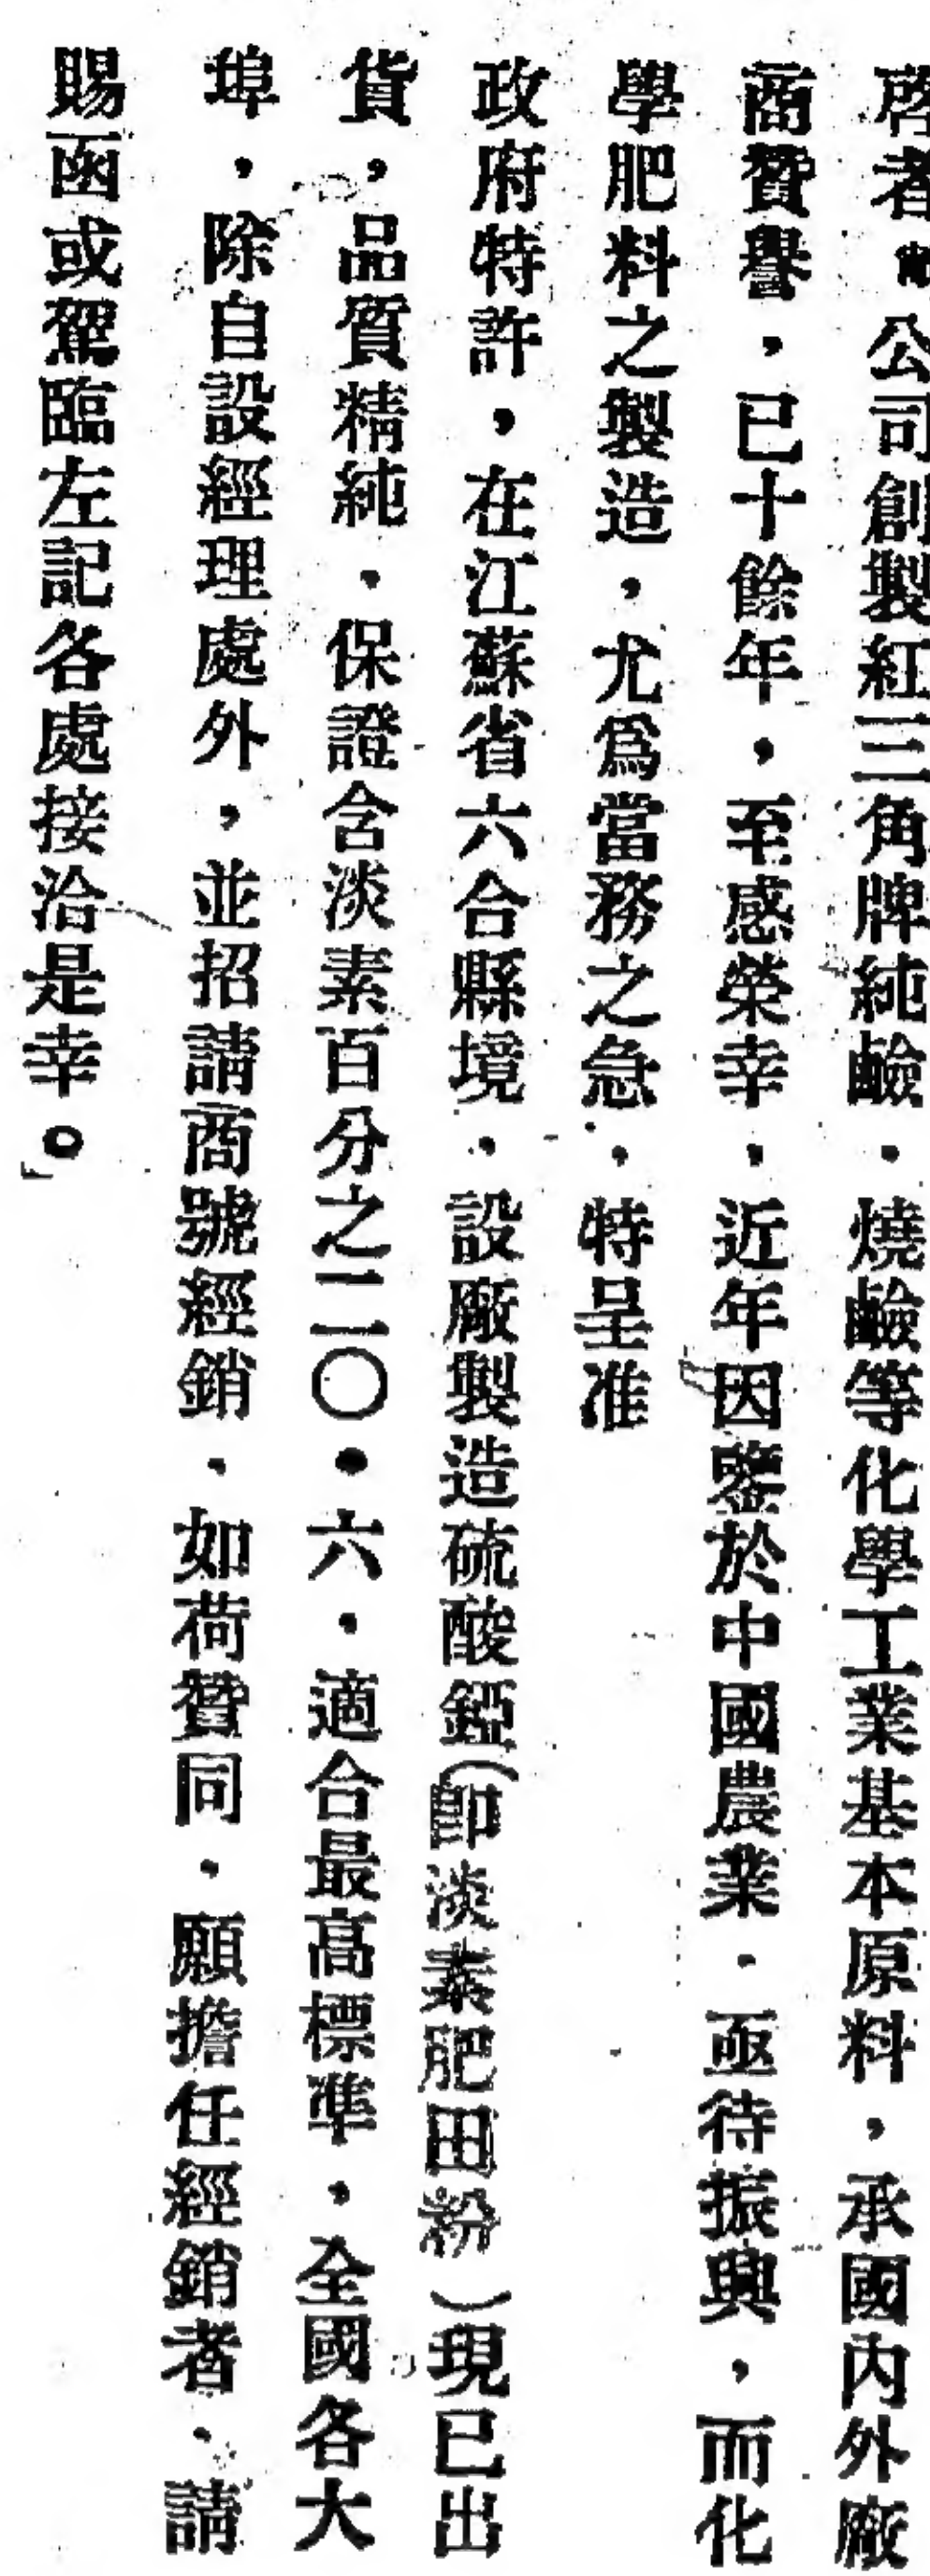 啓者，公司創製紅三角牌純鹼．燒鹼等化學工業基本原料，承國內外廠
商贊譽，已十餘年，至感榮幸．近年因鑒於中國農業．亟待振興，而化
學肥料之製造，尤爲當務之急．特呈准
政府特許，在江蘇省六合縣境．設廠製造硫酸錏(卽淡素肥田粉)現已出
貨，品質精純．保證含淡素百分之二〇．六．適合最高標準．全國各大
埠，除自設經理處外，並招請商號經銷．如荷贊同．願擔任經銷者．請
賜函或駕臨左記各處接洽是幸。」